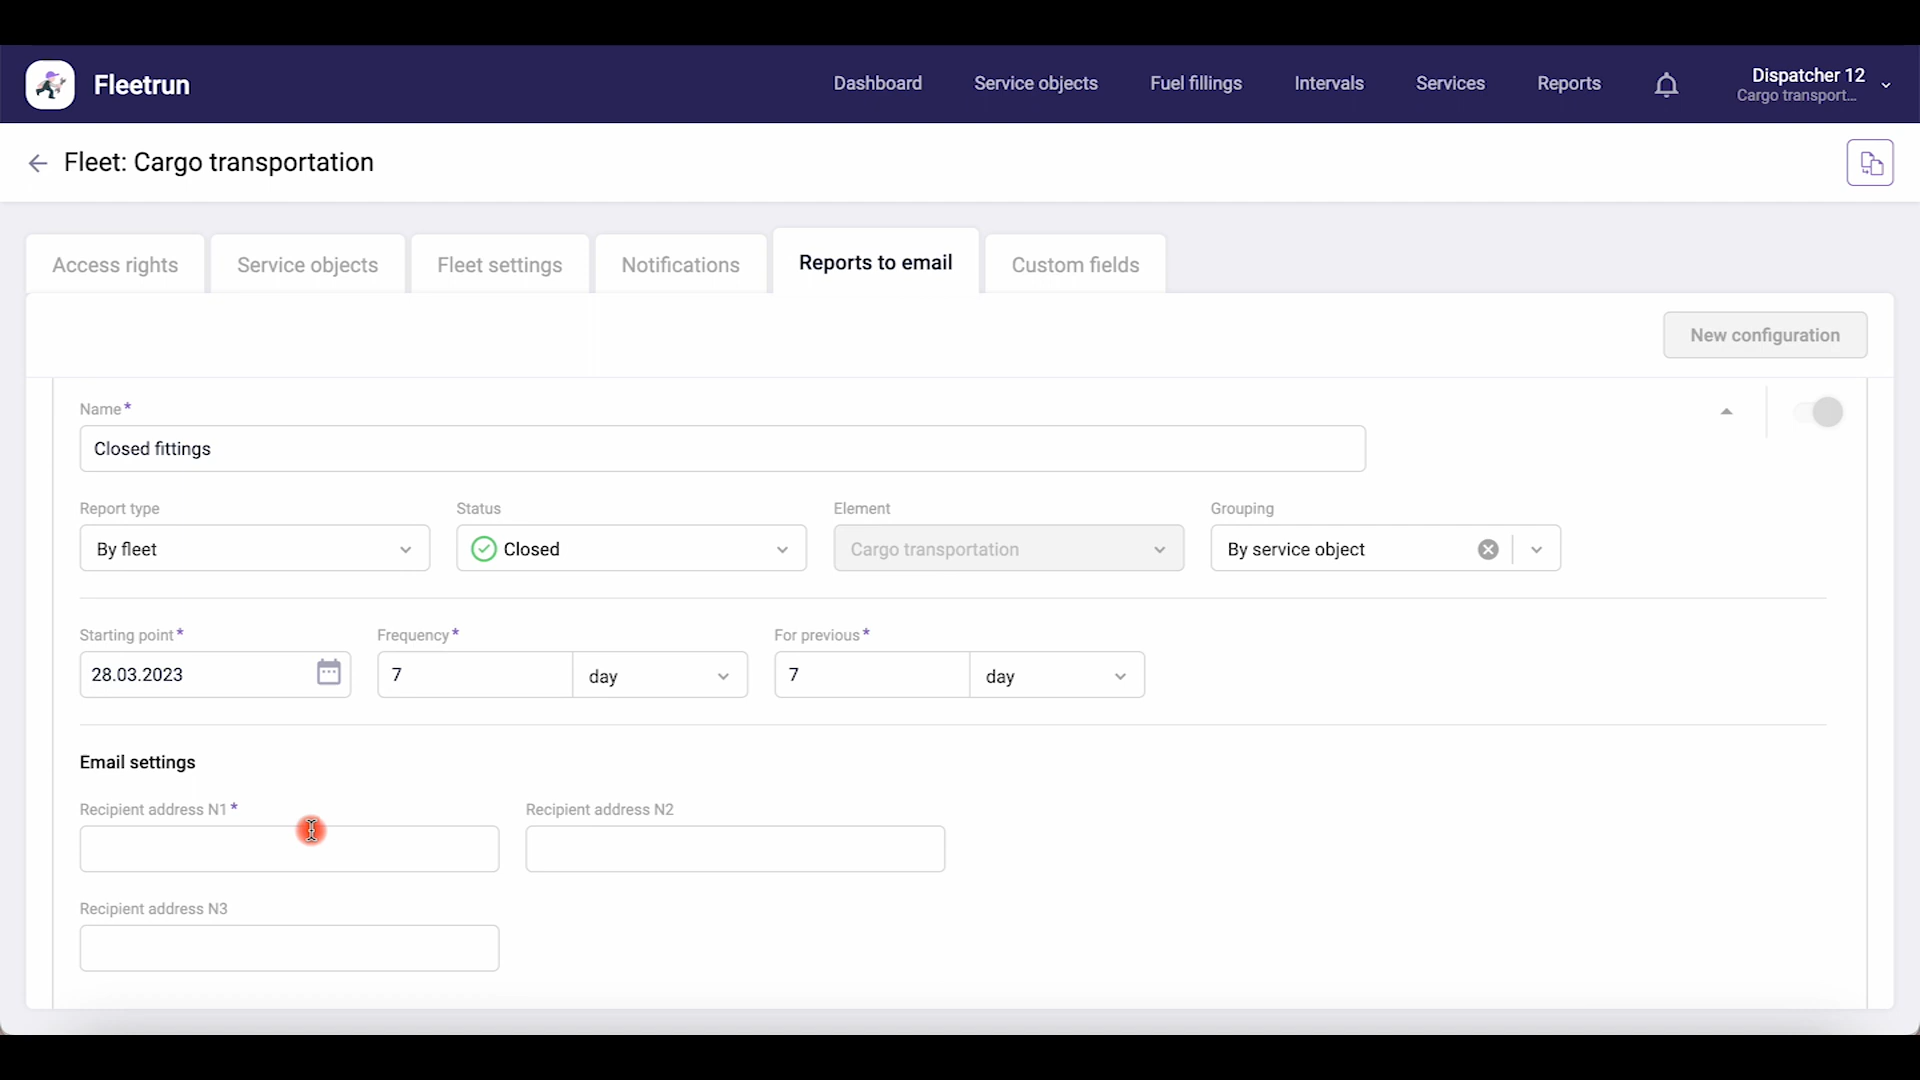 Fleetrun
Dashboard
Service objects
Fuel fillings
Intervals
Services
Reports
Dispatcher 12
Cargo transport...
Fleet: Cargo transportation
Access rights
Service objects
Fleet settings
Notifications
Reports to email
Custom fields
New configuration
Name*
Closed fittings
Report type
Status
Element
Grouping
By fleet
Closed
Cargo transportation
By service object
Starting point*
Frequency*
For previous*
28.03.2023
7
day
7
day
Email settings
Recipient address N1*
Recipient address N2
Recipient address N3